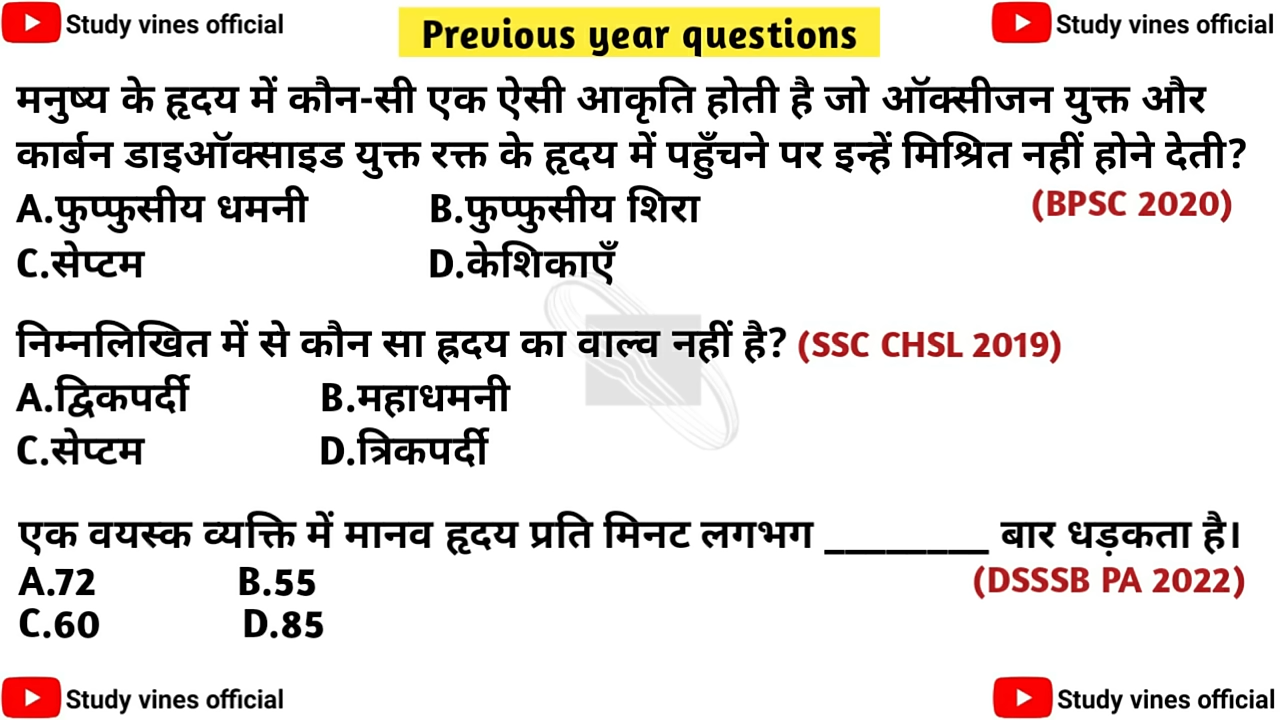 Study vines official
Previous year questions
Study vines official
मनुष्य के हृदय में कौन-सी एक ऐसी आकृति होती है जो ऑक्सीजन युक्त और
कार्बन डाइऑक्साइड युक्त रक्त के हृदय में पहुँचने पर इन्हें मिश्रित नहीं होने देती?
A.फुप्फुसीय धमनी B.फुप्फुसीय शिरा (BPSC 2020)
C.सेप्टम D.केशिकाएँ
निम्नलिखित में से कौन सा ह्रदय का वाल्व नहीं है? (SSC CHSL 2019)
A.द्विकपर्दी B.महाधमनी
C.सेप्टम D.त्रिकपर्दी
एक वयस्क व्यक्ति में मानव हृदय प्रति मिनट लगभग ________ बार धड़कता है।
A.72 B.55 (DSSSB PA 2022)
C.60 D.85
Study vines official
Study vines official